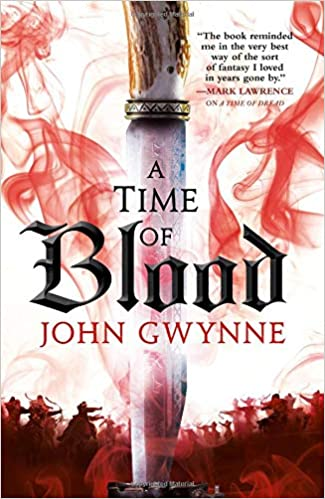 "The book reminded
me in the very best
way of the sort
of fantasy I loved
in years gone by."
—MARK LAWRENCE
ON A TIME OF DREAD
A
TIME
OF
Blood
JOHN GWYNNE